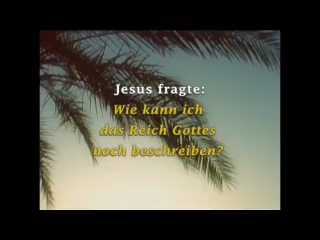 Jesus fragte:
Wie kann ich
das Reich Gottes
noch beschreiben?